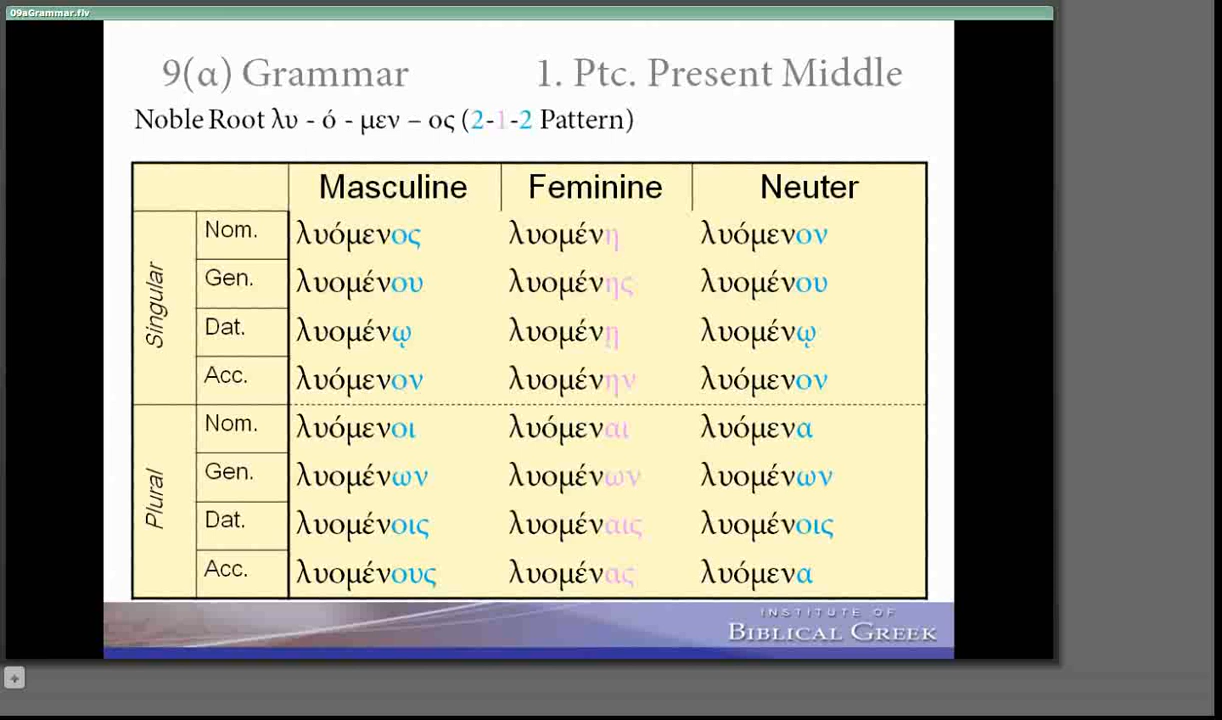 09aGrammar.flv
9(α) Grammar 1. Ptc. Present Middle
Noble Root λυ - ό - μεν – ος (2-1-2 Pattern)
Masculine Feminine Neuter
Singular
Nom. λυόμενος λυομένη λυόμενον
Gen. λυομένου λυομένης λυομένου
Dat. λυομένῳ λυομένῃ λυομένῳ
Acc. λυόμενον λυομένην λυόμενον
Plural
Nom. λυόμενοι λυόμεναι λυόμενα
Gen. λυομένων λυομένων λυομένων
Dat. λυομένοις λυομέναις λυομένοις
Acc. λυομένους λυομένας λυόμενα
INSTITUTE OF
BIBLICAL GREEK